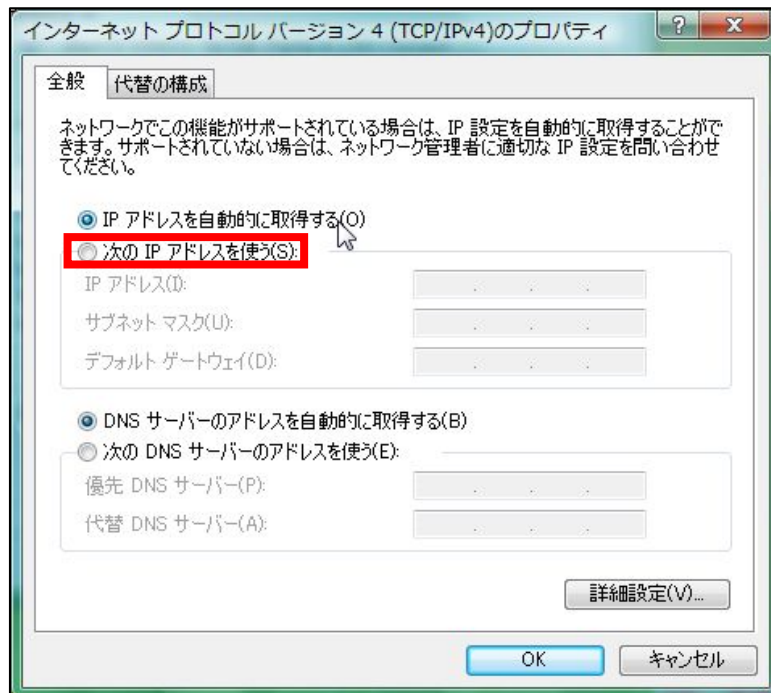 インターネット プロトコル バージョン 4 (TCP/IPv4)のプロパティ
全般
代替の構成
ネットワークでこの機能がサポートされている場合は、IP 設定を自動的に取得することがで
きます。サポートされていない場合は、ネットワーク管理者に適切な IP 設定を問い合わせ
てください。
IP アドレスを自動的に取得する(O)
次の IP アドレスを使う(S):
IP アドレス(I):
サブネット マスク(U):
デフォルト ゲートウェイ(D):
DNS サーバーのアドレスを自動的に取得する(B)
次の DNS サーバーのアドレスを使う(E):
優先 DNS サーバー(P):
代替 DNS サーバー(A):
詳細設定(V)...
OK
キャンセル